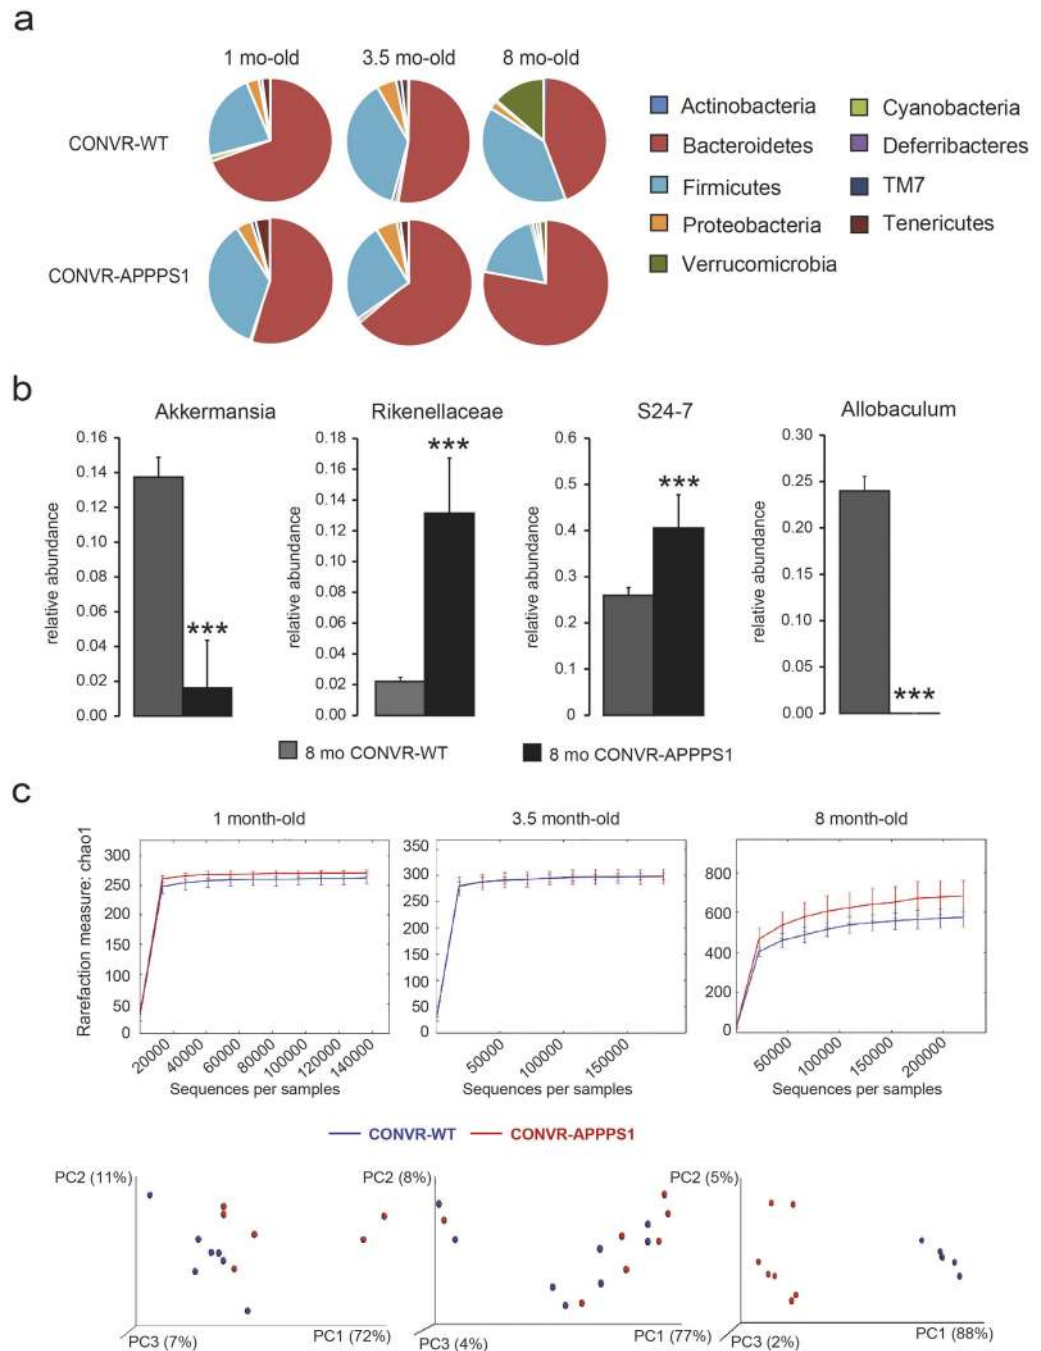 a
1 mo-old 3.5 mo-old 8 mo-old
CONVR-WT
CONVR-APPPS1
Actinobacteria
Bacteroidetes
Firmicutes
Proteobacteria
Verrucomicrobia
Cyanobacteria
Deferribacteres
TM7
Tenericutes
b
Akkermansia
relative abundance
0.16
0.14
0.12
0.10
0.08
0.06
0.04
0.02
0.00
***
Rikenellaceae
relative abundance
0.18
0.16
0.14
0.12
0.10
0.08
0.06
0.04
0.02
0.00
***
S24-7
relative abundance
0.6
0.5
0.4
0.3
0.2
0.1
0
***
Allobaculum
relative abundance
0.30
0.25
0.20
0.15
0.10
0.05
0.00
***
8 mo CONVR-WT 8 mo CONVR-APPPS1
c
1 month-old
Rarefaction measure: chao1
300
250
200
150
100
50
0
20000 40000 60000 80000 100000 120000 140000
Sequences per samples
3.5 month-old
350
300
250
200
150
100
50
0
50000 100000 150000
Sequences per samples
8 month-old
800
600
400
200
0
50000 100000 150000 200000
Sequences per samples
CONVR-WT CONVR-APPPS1
PC2 (11%)
PC3 (7%)
PC1 (72%)
PC2 (8%)
PC3 (4%)
PC1 (77%)
PC2 (5%)
PC3 (2%)
PC1 (88%)